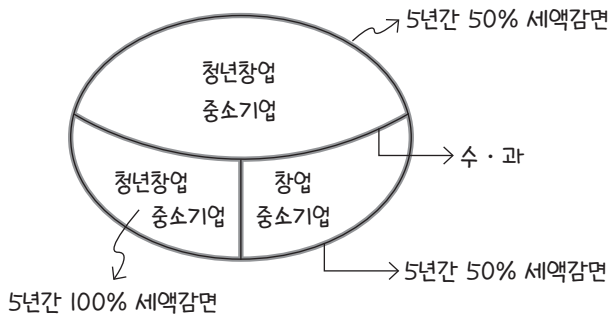 5년간 50% 세액감면
청년창업
중소기업
수 · 과
청년창업
중소기업
창업
중소기업
5년간 50% 세액감면
5년간 100% 세액감면